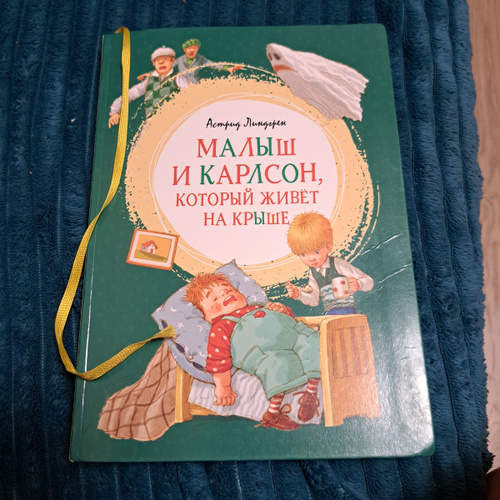 Астрид Линдгрен
МАЛЫШ
И КАРЛСОН,
КОТОРЫЙ ЖИВЁТ
НА КРЫШЕ